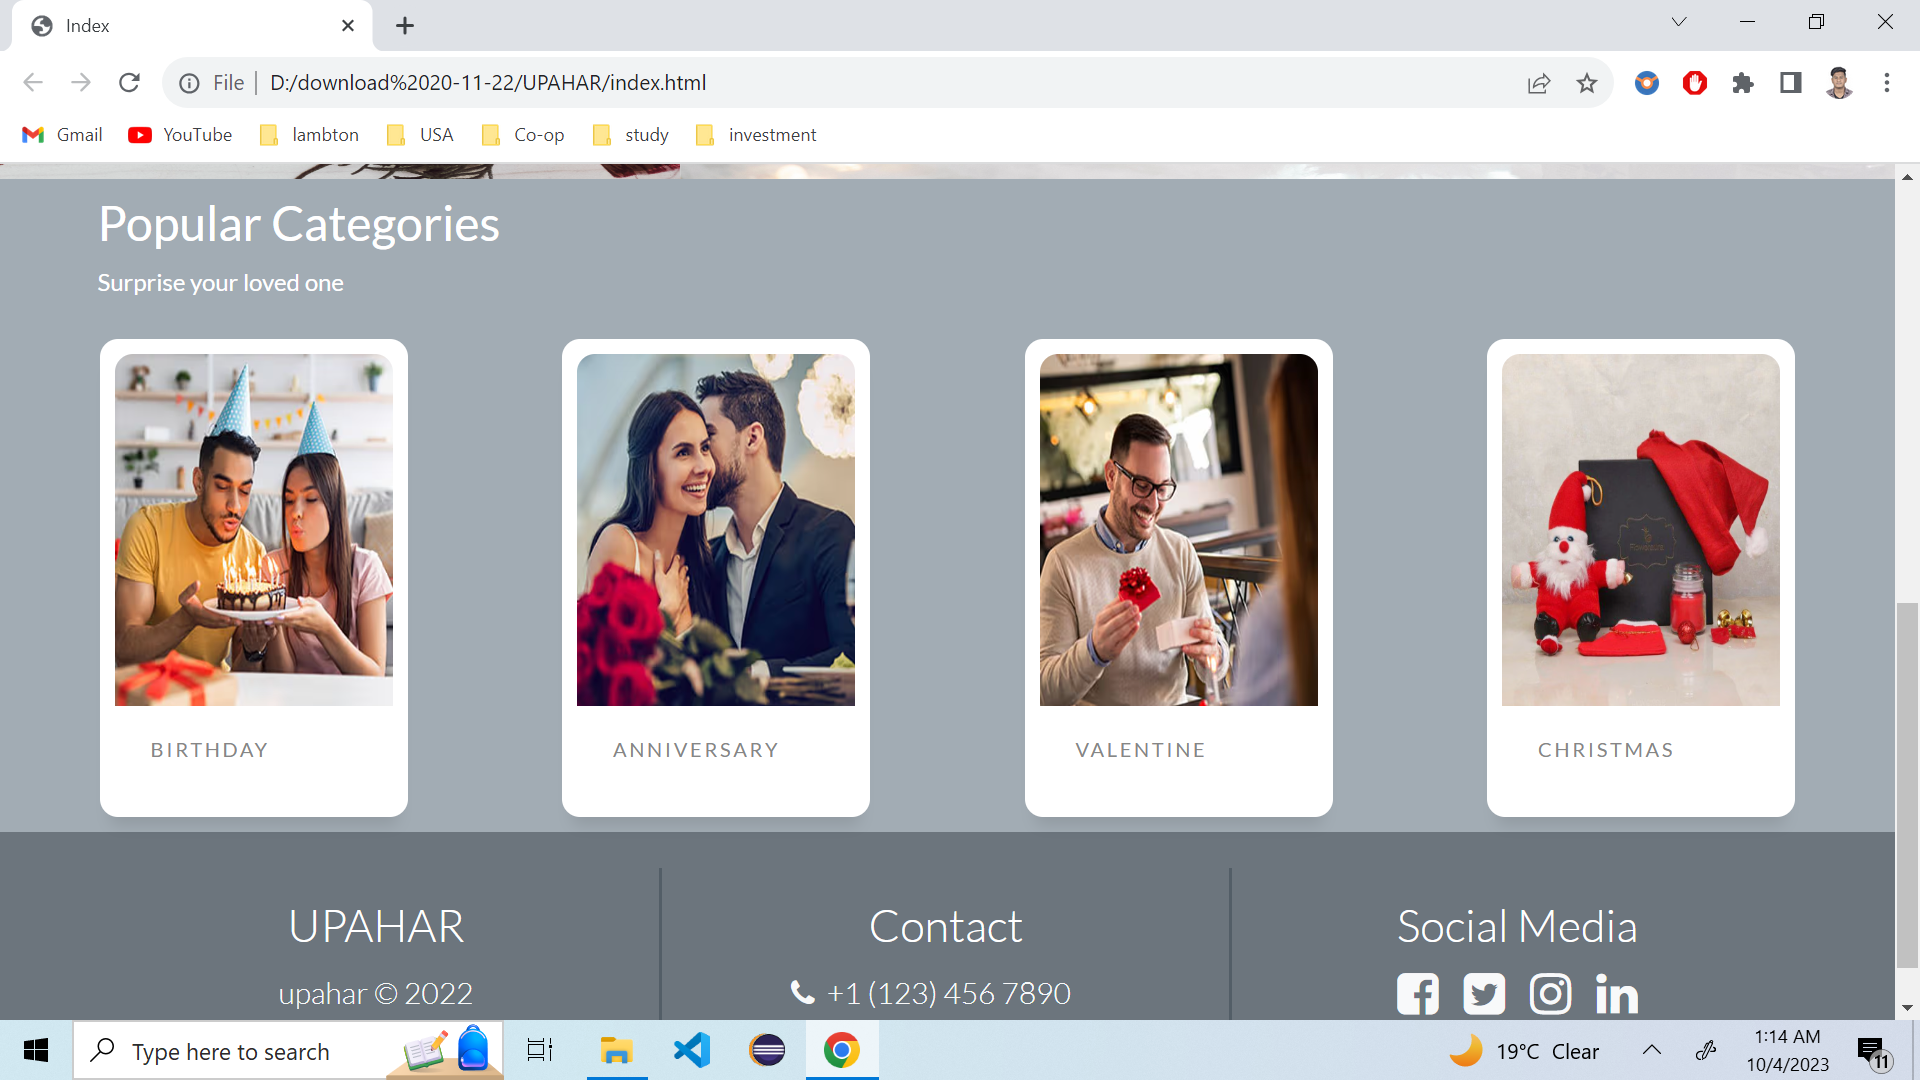 Index
File
D:/download%2020-11-22/UPAHAR/index.html
Gmail YouTube lambton USA Co-op study investment
Popular Categories
Surprise your loved one
BIRTHDAY ANNIVERSARY VALENTINE CHRISTMAS
UPAHAR Contact Social Media
upahar © 2022 +1 (123) 456 7890
Type here to search
19°C Clear
1:14 AM
10/4/2023
11